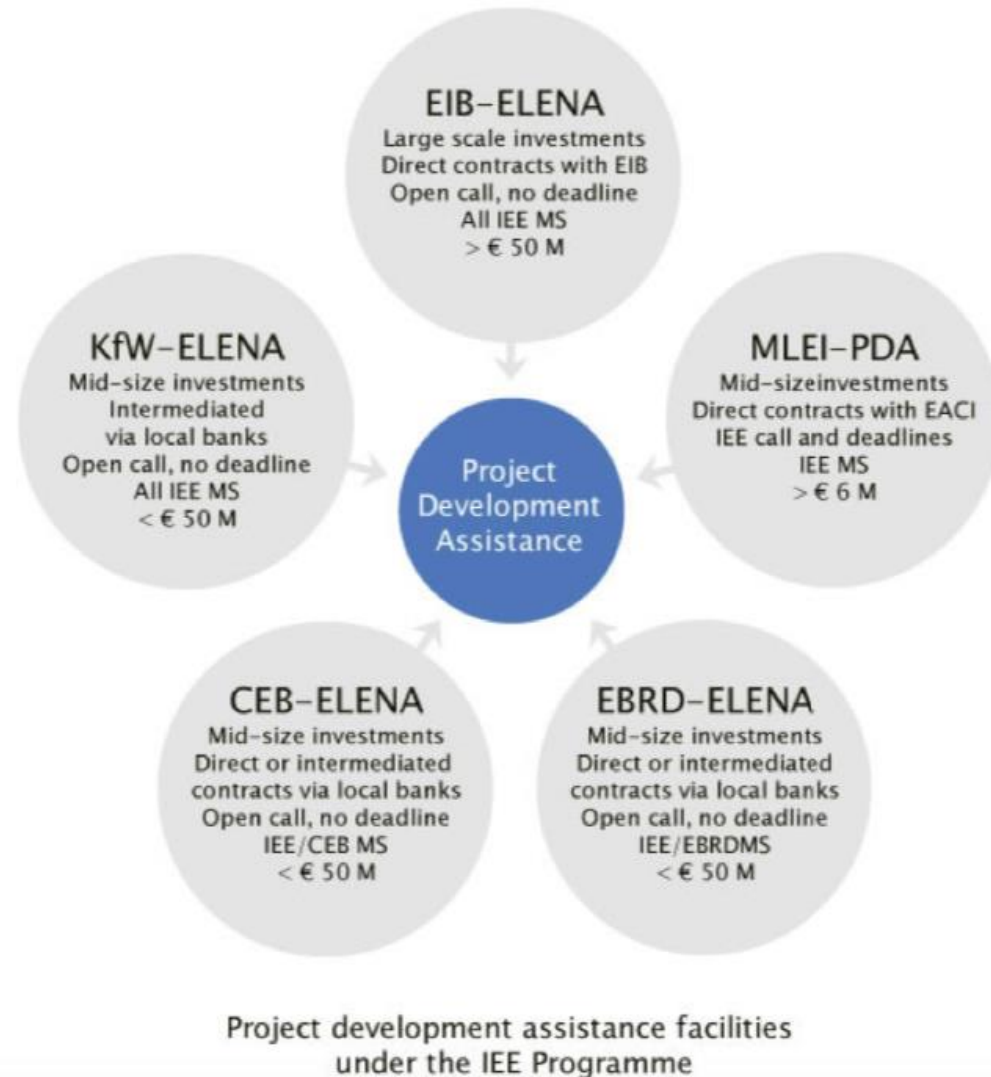 EIB-ELENA
Large scale investments
Direct contracts with EIB
Open call, no deadline
All IEE MS
> € 50 M
KfW-ELENA
Mid-size investments
Intermediated
via local banks
Open call, no deadline
All IEE MS
< € 50 M
MLEI-PDA
Mid-sizeinvestments
Direct contracts with EACI
IEE call and deadlines
IEE MS
> € 6 M
Project
Development
Assistance
CEB-ELENA
Mid-size investments
Direct or intermediated
contracts via local banks
Open call, no deadline
IEE/CEB MS
< € 50 M
EBRD-ELENA
Mid-size investments
Direct or intermediated
contracts via local banks
Open call, no deadline
IEE/EBRDMS
< € 50 M
Project development assistance facilities
under the IEE Programme